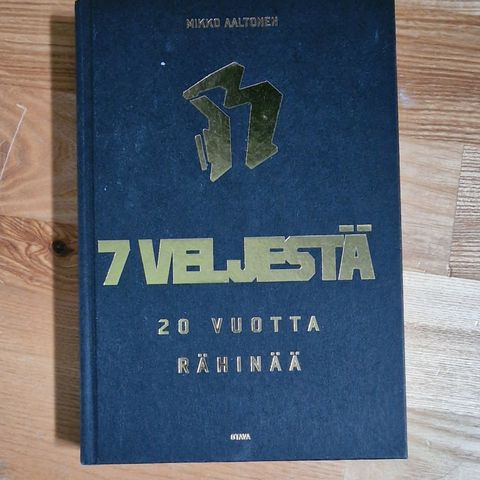 MIKKO AALTONEN
7 VELJESTÄ
20 VUOTTA
RÄHINÄÄ
OTAVA